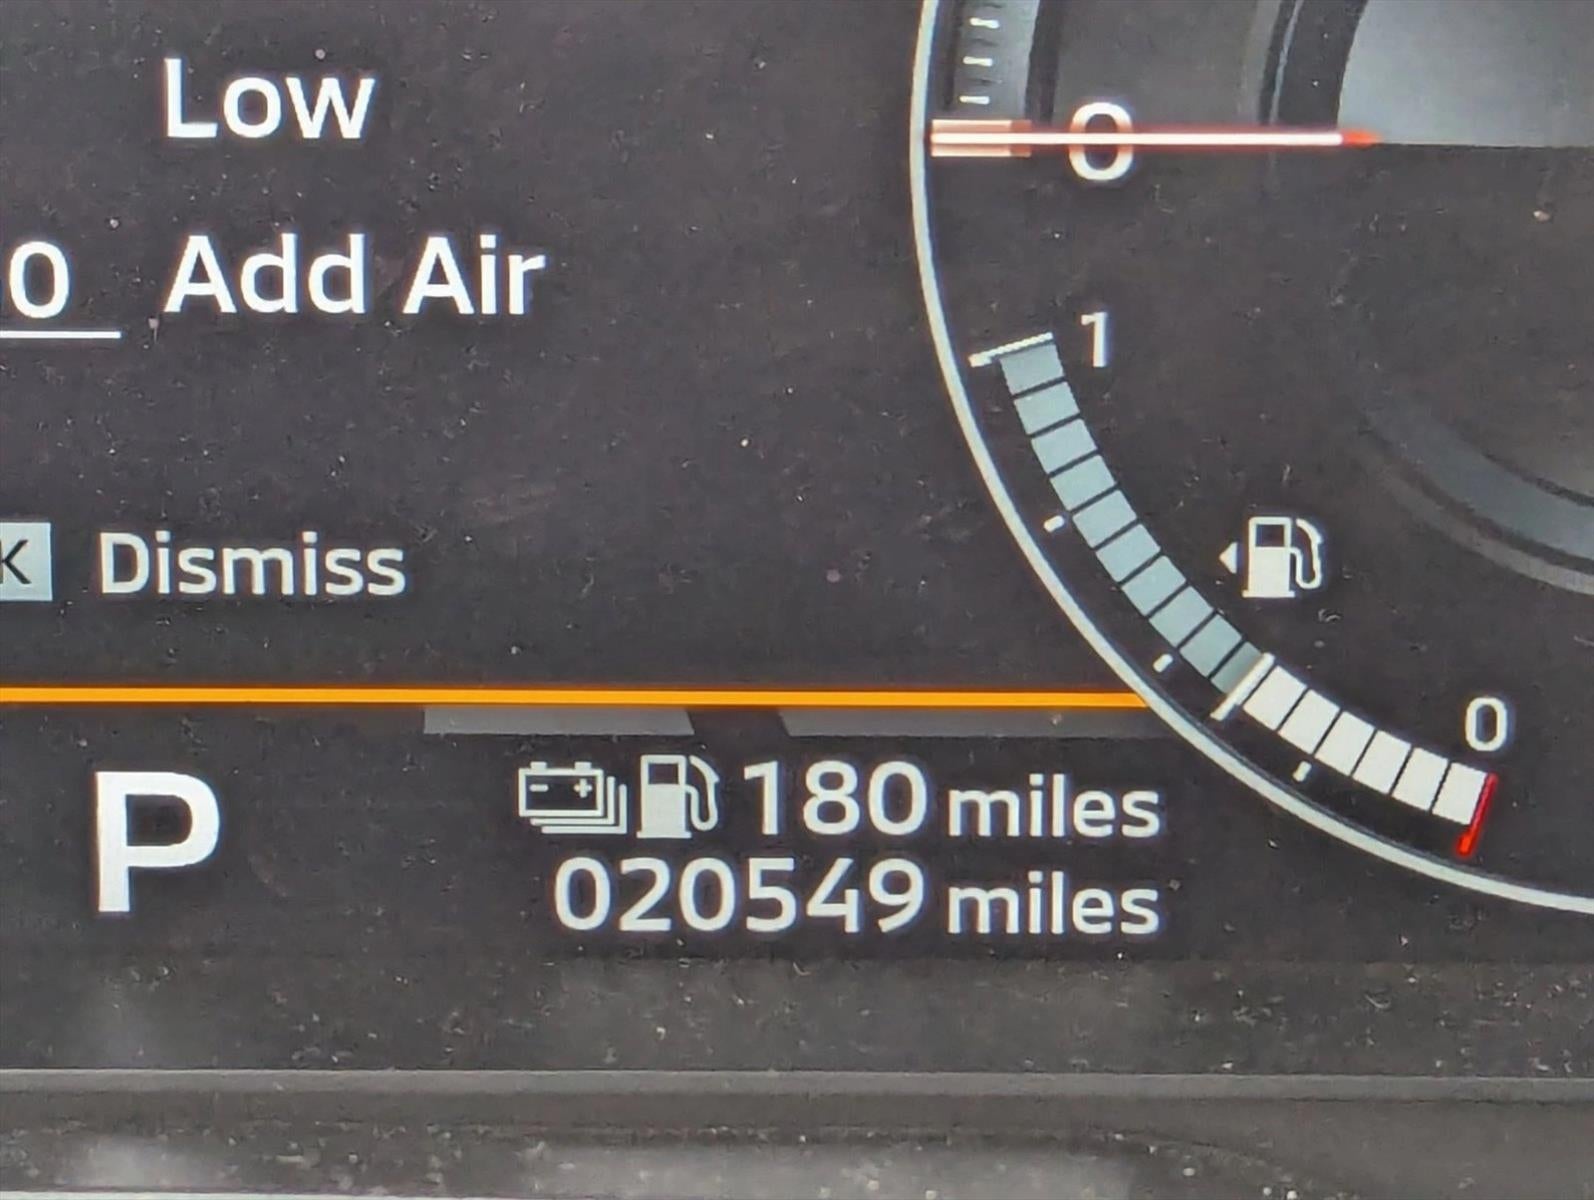 Low
0
0 Add Air
1
K Dismiss
0
P
180 miles
020549 miles